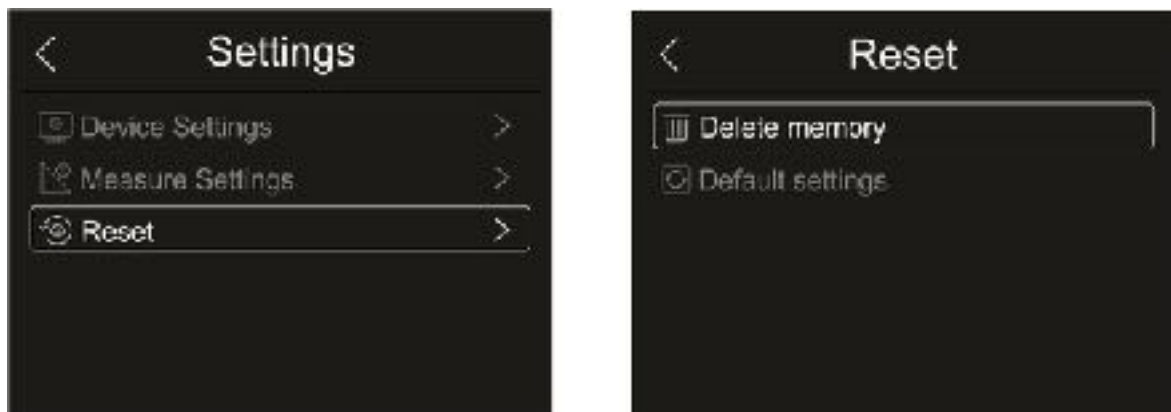 Settings
Device Settings
Measure Settings
Reset
Reset
Delete memory
Default settings